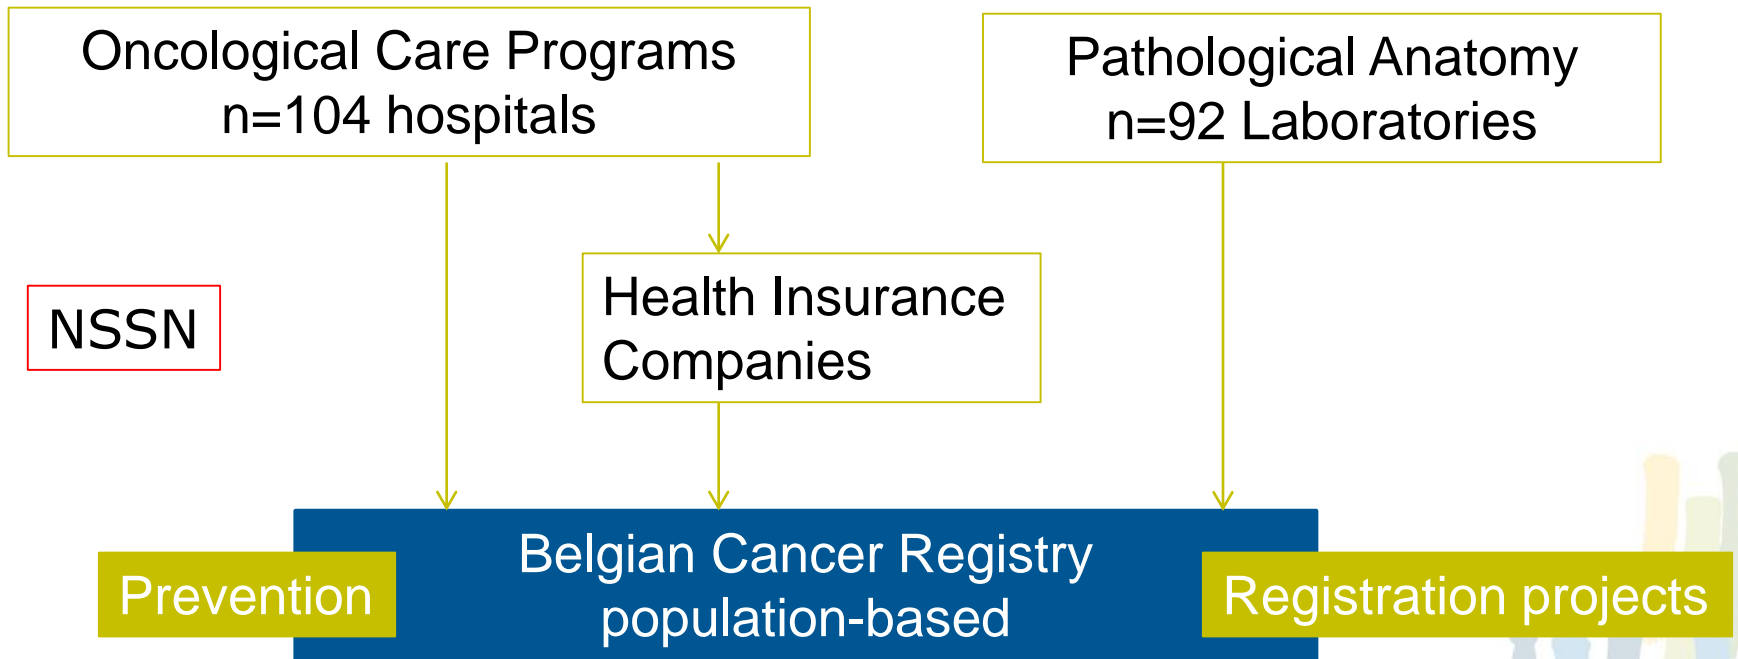 Oncological Care Programs
n=104 hospitals
Pathological Anatomy
n=92 Laboratories
NSSN
Health Insurance
Companies
Belgian Cancer Registry
population-based
Prevention
Registration projects